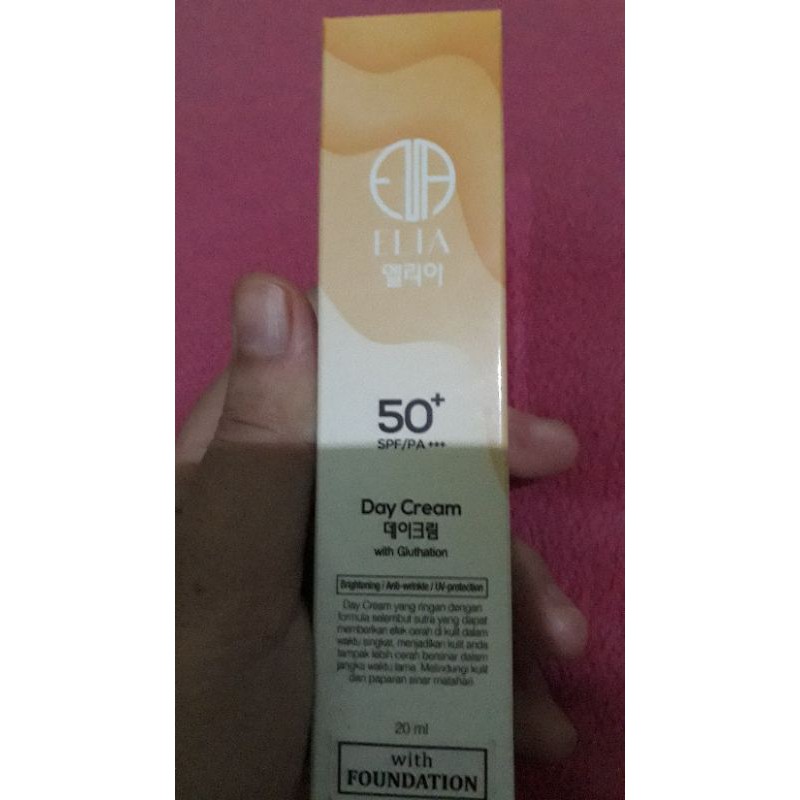 ELIA
엘리아
50+
SPF/PA +++
Day Cream
데이크림
with Gluthation
Brightening / Anti-wrinkle / UV-protection
Day Cream yang ringan dengan
formula selembut sutra yang dapat
memberikan efek cerah di kulit dalam
waktu singkat, menjadikan kulit anda
tampak lebih cerah bersinar dalam
jangka waktu lama. Melindungi kulit
dari paparan sinar matahari.
20 ml
with
FOUNDATION